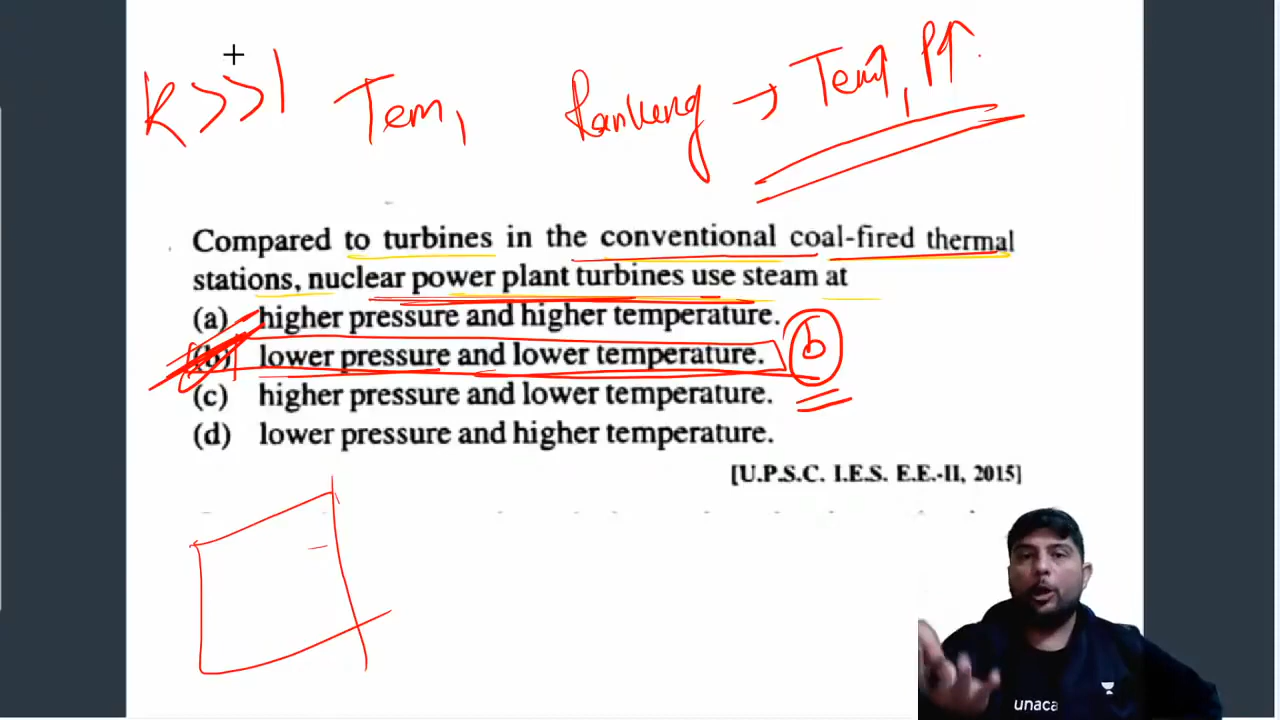 K>>1 Tem, Ranking → Tem↑, P↑.
Compared to turbines in the conventional coal-fired thermal
stations, nuclear power plant turbines use steam at
(a) higher pressure and higher temperature.
(b) lower pressure and lower temperature. b
(c) higher pressure and lower temperature.
(d) lower pressure and higher temperature.
[U.P.S.C. I.E.S. E.E.-II, 2015]
unaca